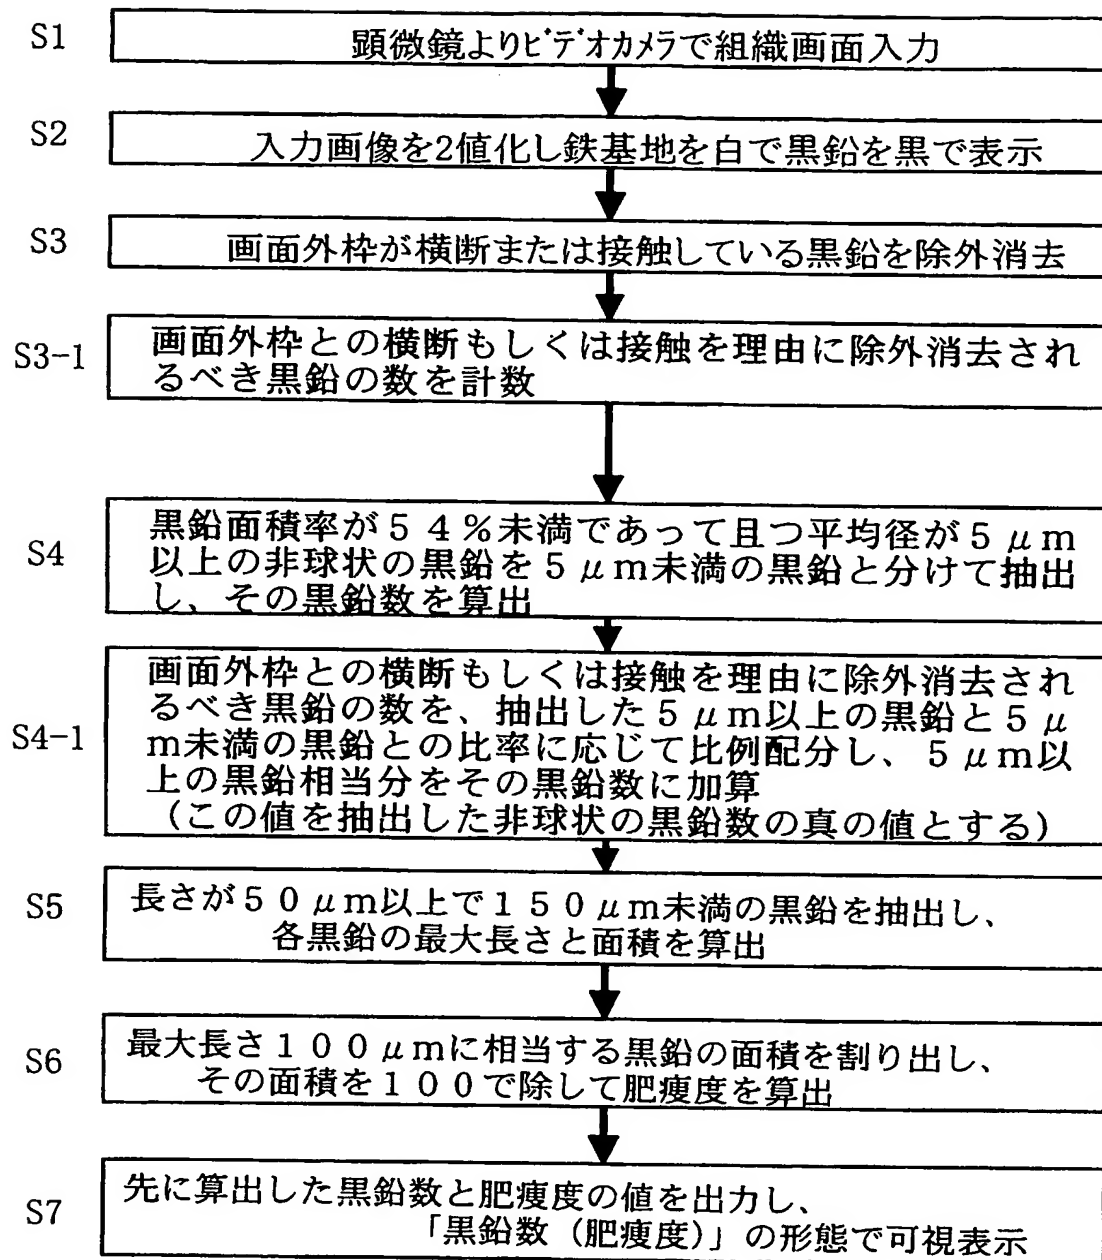 S1
顕微鏡よりビデオカメラで組織画面入力
S2
入力画像を2値化し鉄基地を白で黒鉛を黒で表示
S3
画面外枠が横断または接触している黒鉛を除外消去
S3-1
画面外枠との横断もしくは接触を理由に除外消去され
るべき黒鉛の数を計数
S4
黒鉛面積率が54%未満であって且つ平均径が5μm
以上の非球状の黒鉛を5μm未満の黒鉛と分けて抽出
し、その黒鉛数を算出
S4-1
画面外枠との横断もしくは接触を理由に除外消去され
るべき黒鉛の数を、抽出した5μm以上の黒鉛と5μ
m未満の黒鉛との比率に応じて比例配分し、5μm以
上の黒鉛相当分をその黒鉛数に加算
(この値を抽出した非球状の黒鉛数の真の値とする)
S5
長さが50μm以上で150μm未満の黒鉛を抽出し、
各黒鉛の最大長さと面積を算出
S6
最大長さ100μmに相当する黒鉛の面積を割り出し、
その面積を100で除して肥痩度を算出
S7
先に算出した黒鉛数と肥痩度の値を出力し、
「黒鉛数(肥痩度)」の形態で可視表示